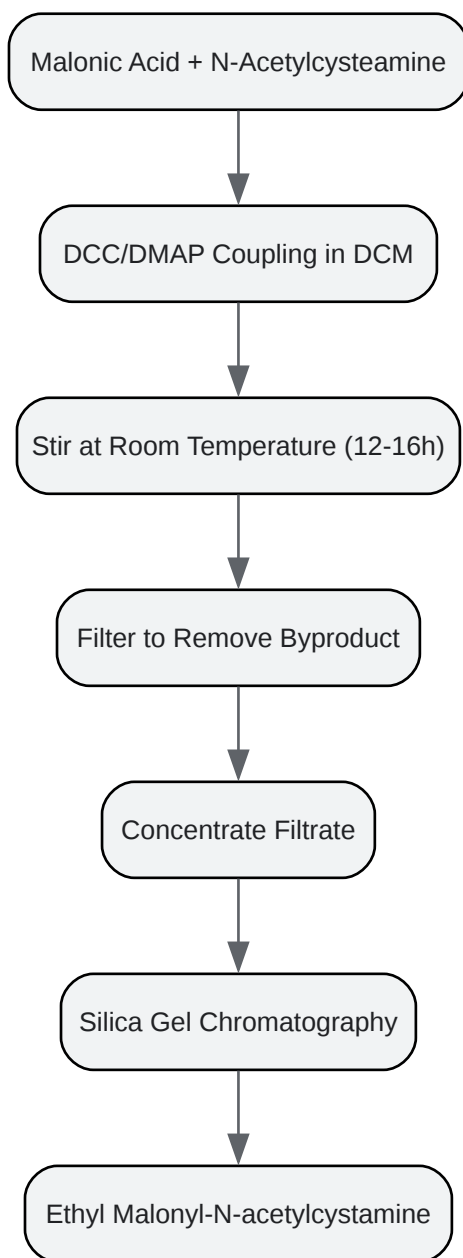 Malonic Acid + N-Acetylcysteamine
DCC/DMAP Coupling in DCM
Stir at Room Temperature (12-16h)
Filter to Remove Byproduct
Concentrate Filtrate
Silica Gel Chromatography
Ethyl Malonyl-N-acetylcystamine